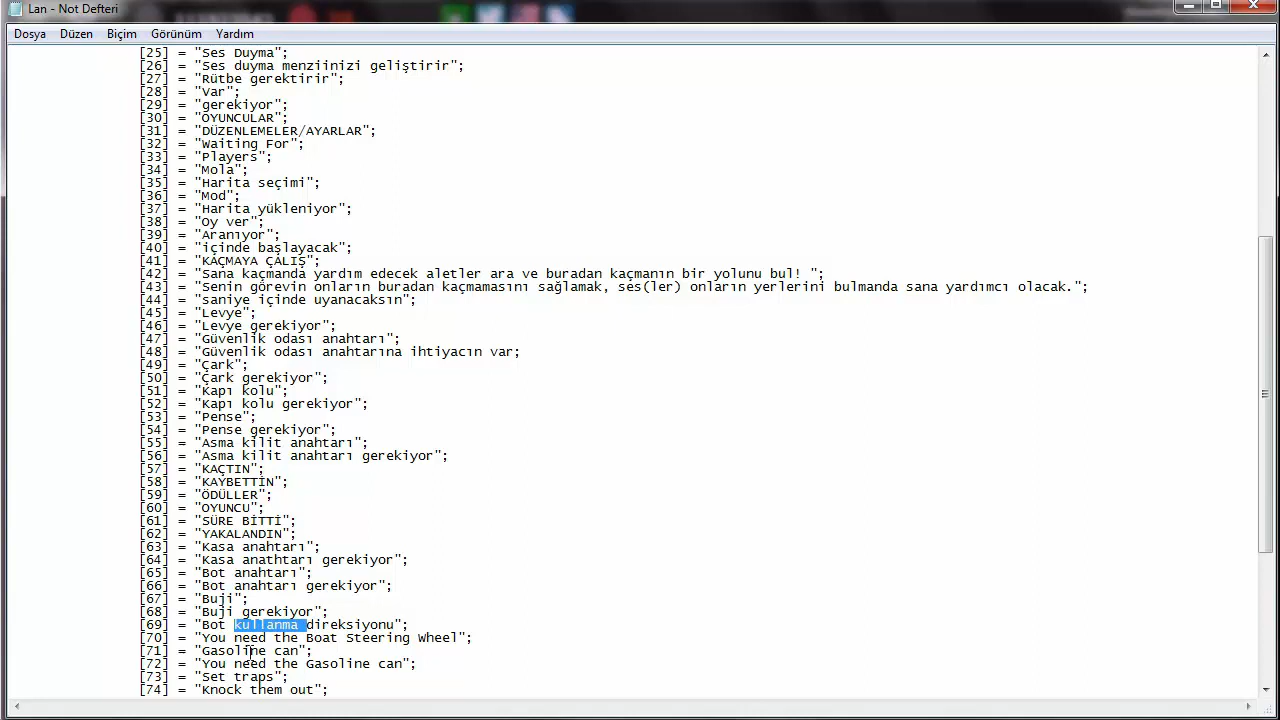 Lan - Not Defteri
Dosya Düzen Biçim Görünüm Yardım
[25] = "Ses Duyma";
[26] = "Ses duyma menziinizi geliştirir";
[27] = "Rütbe gerektirir";
[28] = "var";
[29] = "gerekiyor";
[30] = "OYUNCULAR";
[31] = "DÜZENLEMELER/AYARLAR";
[32] = "Waiting For";
[33] = "Players";
[34] = "Mola";
[35] = "Harita seçimi";
[36] = "Mod";
[37] = "Harita yükleniyor";
[38] = "Oy ver";
[39] = "Aranıyor";
[40] = "içinde başlayacak";
[41] = "KAÇMAYA ÇALIŞ";
[42] = "Sana kaçmanda yardım edecek aletler ara ve buradan kaçmanın bir yolunu bul! ";
[43] = "Senin görevin onların buradan kaçmamasını sağlamak, ses(ler) onların yerlerini bulmanda sana yardımcı olacak.";
[44] = "saniye içinde uyanacaksın";
[45] = "Levye";
[46] = "Levye gerekiyor";
[47] = "Güvenlik odası anahtarı";
[48] = "Güvenlik odası anahtarına ihtiyacın var;
[49] = "Çark";
[50] = "Çark gerekiyor";
[51] = "Kapı kolu";
[52] = "Kapı kolu gerekiyor";
[53] = "Pense";
[54] = "Pense gerekiyor";
[55] = "Asma kilit anahtarı";
[56] = "Asma kilit anahtarı gerekiyor";
[57] = "KAÇTIN";
[58] = "KAYBETTİN";
[59] = "ÖDÜLLER";
[60] = "OYUNCU";
[61] = "SÜRE BİTTİ";
[62] = "YAKALANDIN";
[63] = "Kasa anahtarı";
[64] = "Kasa anathtarı gerekiyor";
[65] = "Bot anahtarı";
[66] = "Bot anahtarı gerekiyor";
[67] = "Buji";
[68] = "Buji gerekiyor";
[69] = "Bot kullanma direksiyonu";
[70] = "You need the Boat Steering Wheel";
[71] = "Gasoline can";
[72] = "You need the Gasoline can";
[73] = "Set traps";
[74] = "Knock them out";